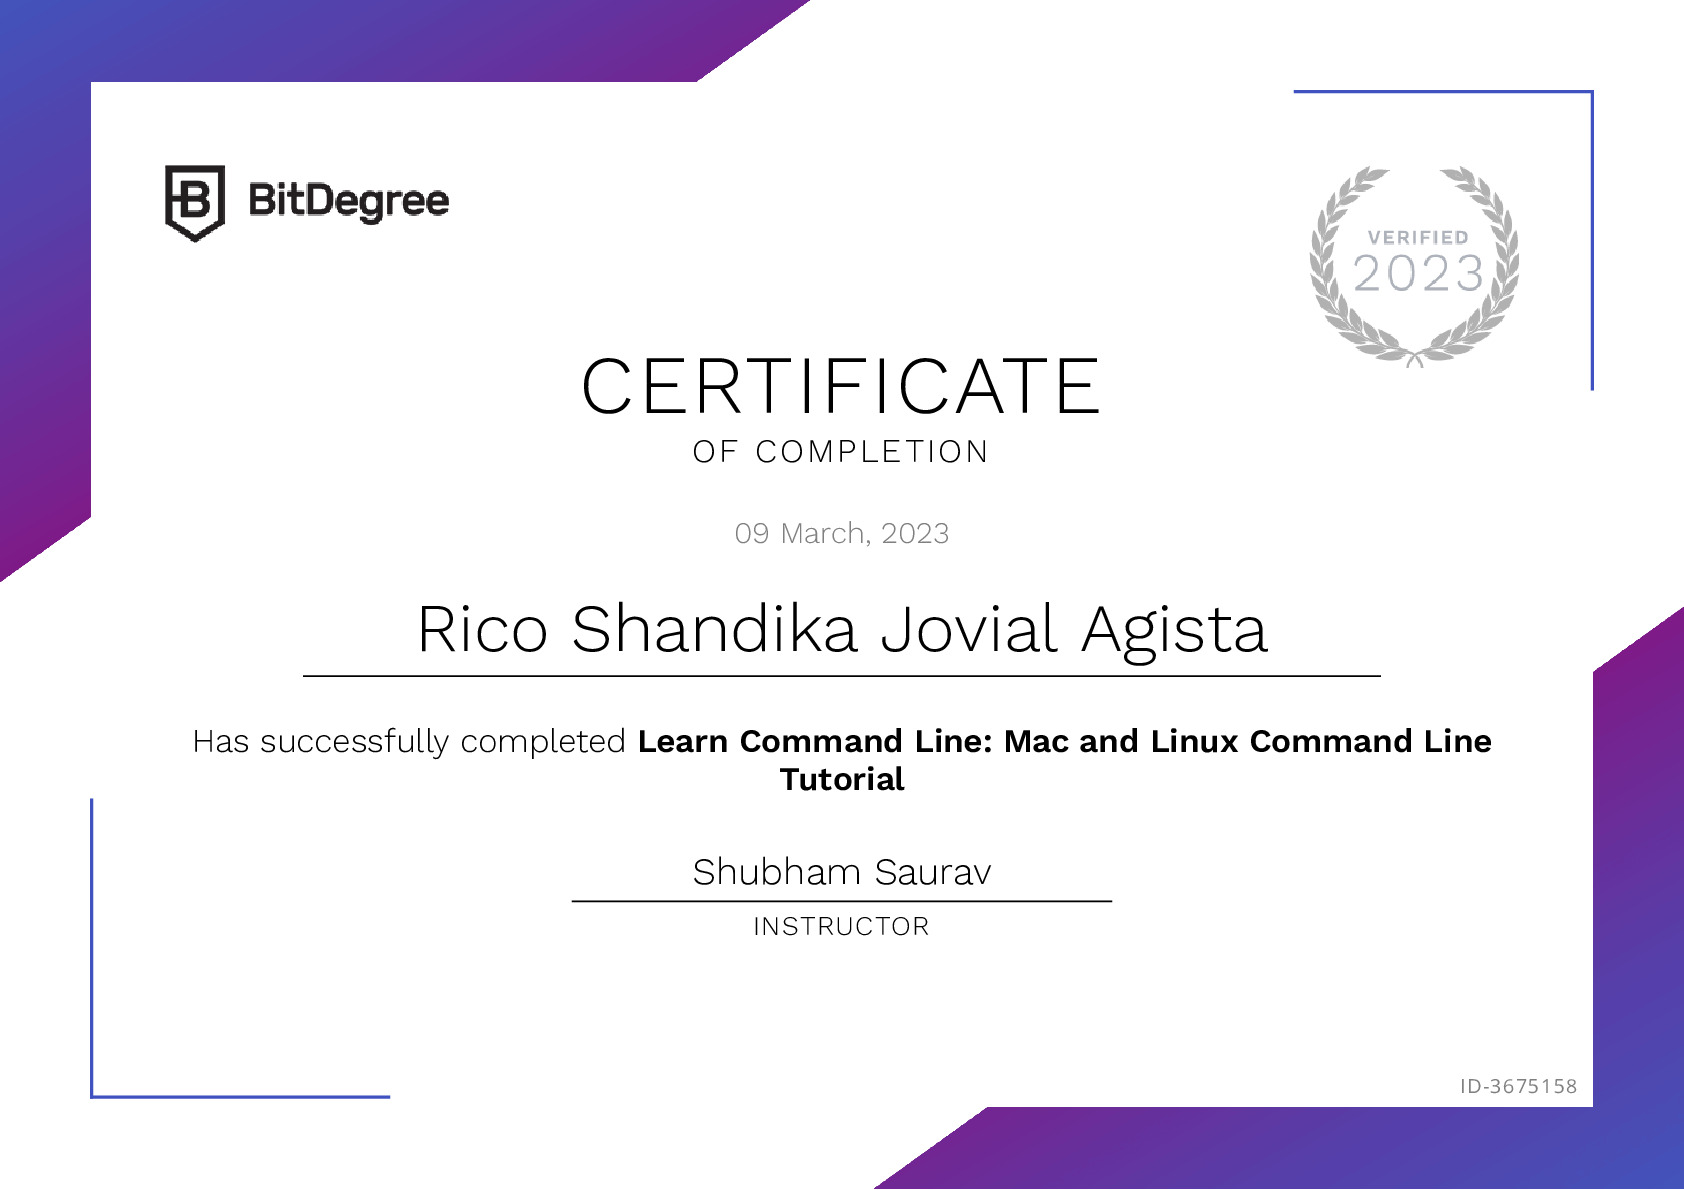 BitDegree
VERIFIED
2023
CERTIFICATE
OF COMPLETION
09 March, 2023
Rico Shandika Jovial Agista
Has successfully completed Learn Command Line: Mac and Linux Command Line
Tutorial
Shubham Saurav
INSTRUCTOR
ID-3675158